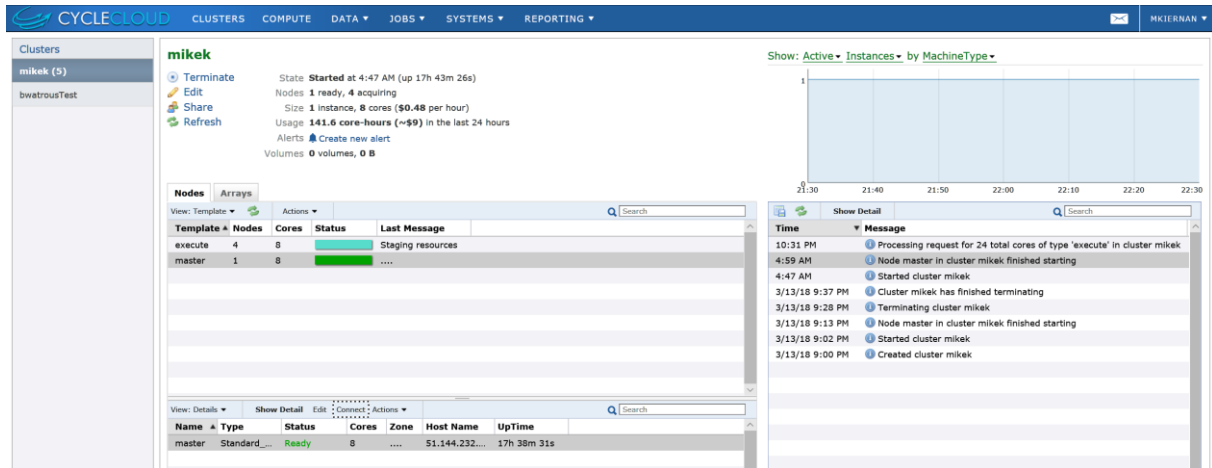 CYCLECLOUD CLUSTERS COMPUTE DATA ▾ JOBS ▾ SYSTEMS ▾ REPORTING ▾ MKIERNAN ▾
Clusters
mikek (5)
bwatrousTest
mikek
Terminate
Edit
Share
Refresh
State Started at 4:47 AM (up 17h 43m 26s)
Nodes 1 ready, 4 acquiring
Size 1 instance, 8 cores ($0.48 per hour)
Usage 141.6 core-hours (~$9) in the last 24 hours
Alerts Create new alert
Volumes 0 volumes, 0 B
Show: Active ▾ Instances ▾ by MachineType ▾
1
0
21:30 21:40 21:50 22:00 22:10 22:20 22:30
Nodes Arrays
View: Template ▾ Actions ▾ Search
Template ▲ Nodes Cores Status Last Message
execute 4 8 Staging resources
master 1 8 ....
View: Details ▾ Show Detail Edit Connect Actions ▾ Search
Name ▲ Type Status Cores Zone Host Name UpTime
master Standard_... Ready 8 .... 51.144.232.... 17h 38m 31s
Show Detail Search
Time ▼ Message
10:31 PM Processing request for 24 total cores of type 'execute' in cluster mikek
4:59 AM Node master in cluster mikek finished starting
4:47 AM Started cluster mikek
3/13/18 9:37 PM Cluster mikek has finished terminating
3/13/18 9:28 PM Terminating cluster mikek
3/13/18 9:13 PM Node master in cluster mikek finished starting
3/13/18 9:02 PM Started cluster mikek
3/13/18 9:00 PM Created cluster mikek